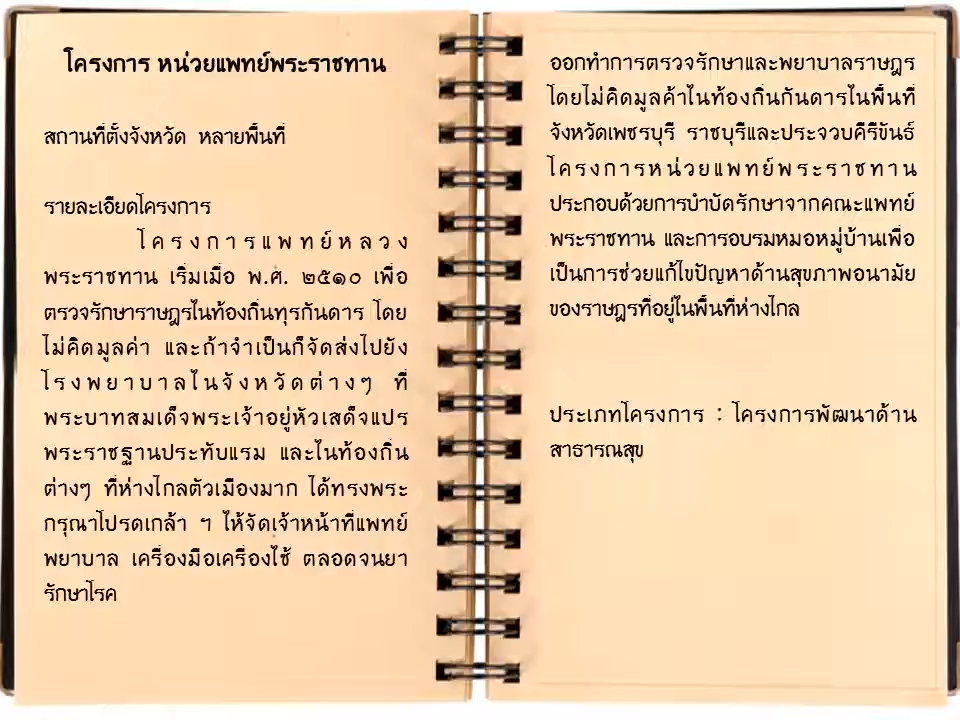 โครงการ หน่วยแพทย์พระราชทาน
สถานที่ตั้งจังหวัด หลายพื้นที่
รายละเอียดโครงการ
โครงการแพทย์หลวง
พระราชทาน เริ่มเมื่อ พ.ศ. ๒๕๑๐ เพื่อ
ตรวจรักษาราษฎรในท้องถิ่นทุรกันดาร โดย
ไม่คิดมูลค่า และถ้าจำเป็นก็จัดส่งไปยัง
โรงพยาบาลในจังหวัดต่างๆ ที่
พระบาทสมเด็จพระเจ้าอยู่หัวเสด็จแปร
พระราชฐานประทับแรม และในท้องถิ่น
ต่างๆ ที่ห่างไกลตัวเมืองมาก ได้ทรงพระ
กรุณาโปรดเกล้า ฯ ให้จัดเจ้าหน้าที่แพทย์
พยาบาล เครื่องมือเครื่องใช้ ตลอดจนยา
รักษาโรค
ออกทำการตรวจรักษาและพยาบาลราษฎร
โดยไม่คิดมูลค้าในท้องถิ่นกันดารในพื้นที่
จังหวัดเพชรบุรี ราชบุรีและประจวบคีรีขันธ์
โครงการหน่วยแพทย์พระราชทาน
ประกอบด้วยการบำบัดรักษาจากคณะแพทย์
พระราชทาน และการอบรมหมอหมู่บ้านเพื่อ
เป็นการช่วยแก้ไขปัญหาด้านสุขภาพอนามัย
ของราษฎรที่อยู่ในพื้นที่ห่างไกล
ประเภทโครงการ : โครงการพัฒนาด้าน
สาธารณสุข